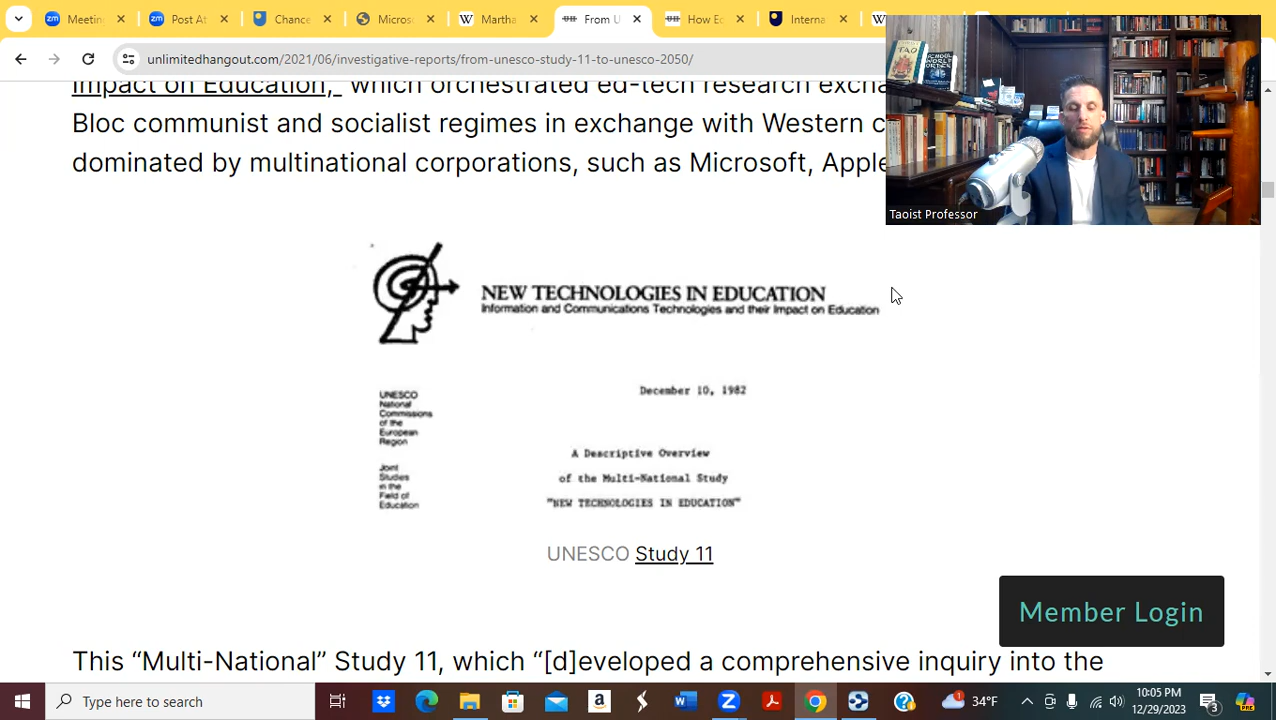 Meetin
Post At
Chance
Micros
Martha
From U
How Ed
Interna
unlimitedhangout.com/2021/06/investigative-reports/from-unesco-study-11-to-unesco-2050/
TAO
SCHOOL
WORLD
ORDER
Taoist Professor
Impact on Education," which orchestrated ed-tech research excha
Bloc communist and socialist regimes in exchange with Western c
dominated by multinational corporations, such as Microsoft, Apple
NEW TECHNOLOGIES IN EDUCATION
Information and Communications Technologies and their Impact on Education
December 10, 1982
UNESCO
National
Commissions
of the
European
Region
A Descriptive Overview
of the Multi-National Study
"NEW TECHNOLOGIES IN EDUCATION"
Joint
Studies
in the
Field of
Education
UNESCO Study 11
Member Login
This “Multi-National” Study 11, which “[d]eveloped a comprehensive inquiry into the
Type here to search
34°F
10:05 PM
12/29/2023